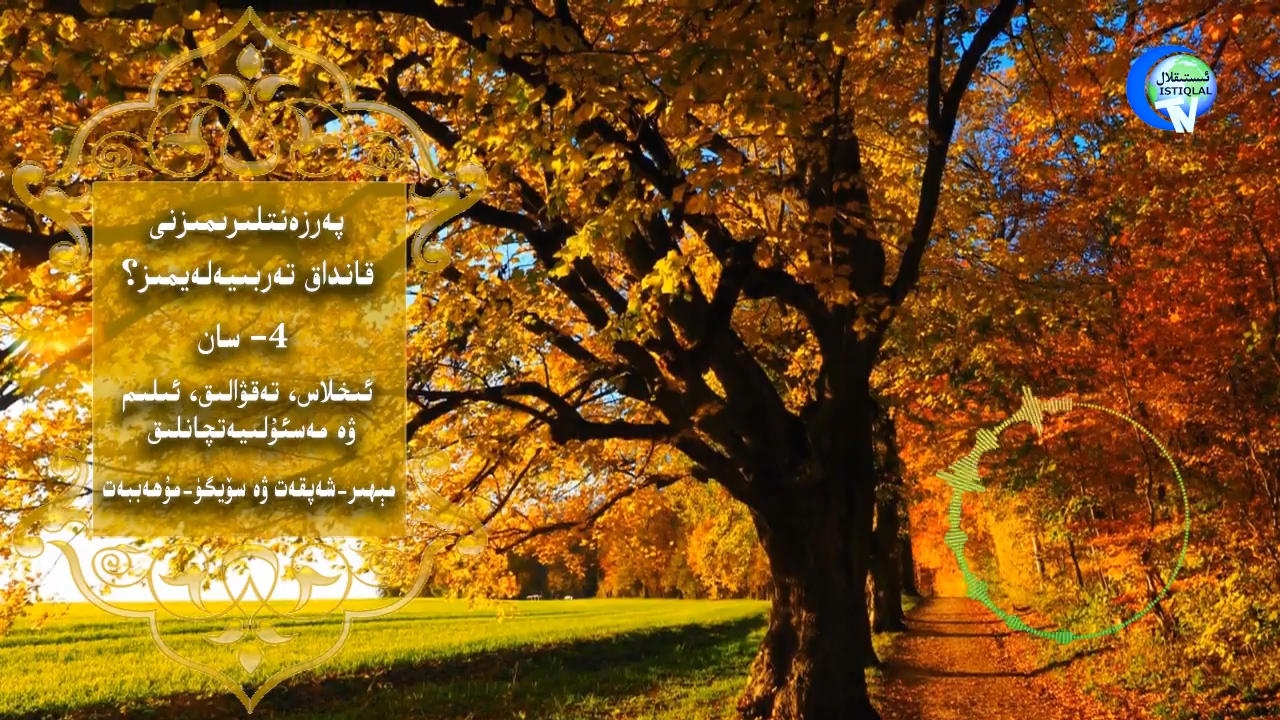 پەرزەنتلىرىمىزنى
قانداق تەربىيەلەيمىز؟
4- سان
ئىخلاس، تەقۋالىق، ئىلىم
ۋە مەسئۇلىيەتچانلىق
مېھىر-شەپقەت ۋە سۆيگۈ-مۇھەببەت
ئىستىقلال
ISTIQLAL
TV